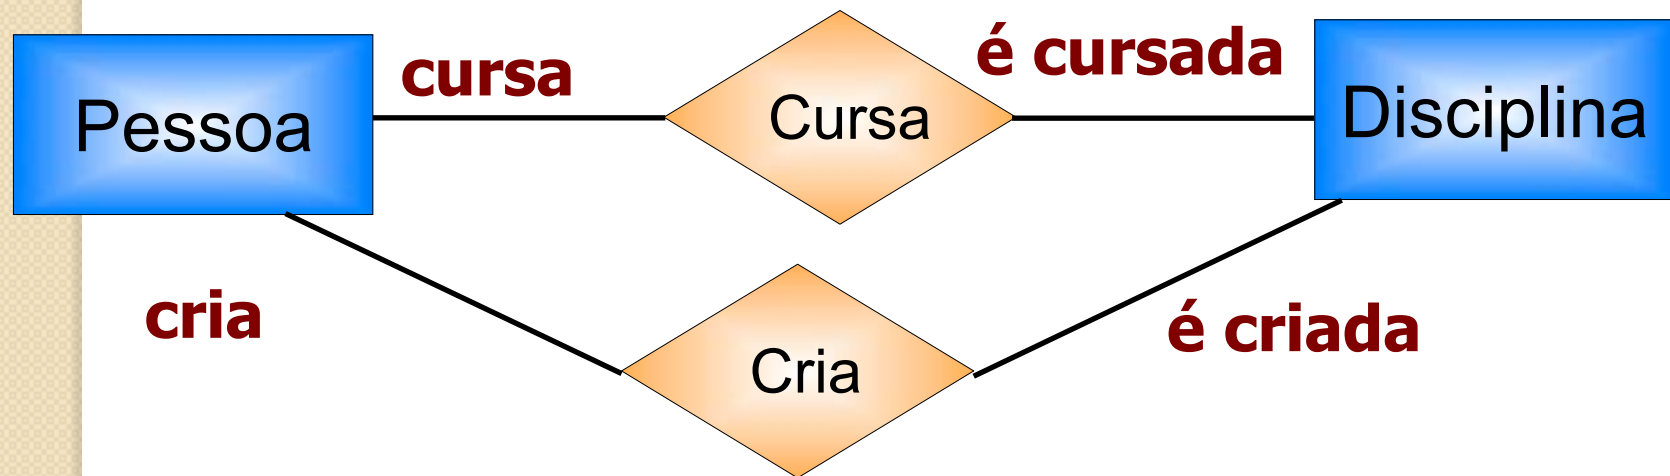 Pessoa
cursa
Cursa
é cursada
Disciplina
cria
Cria
é criada